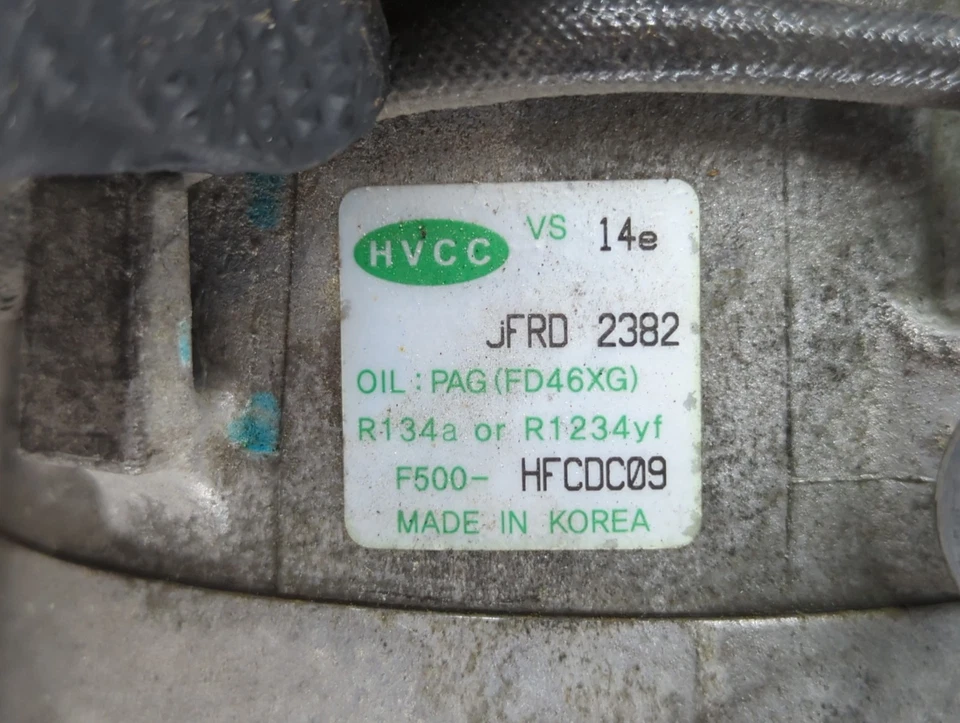 HVCC VS 14e
jFRD 2382
OIL : PAG (FD46XG)
R134a or R1234yf
F500- HFCDC09
MADE IN KOREA